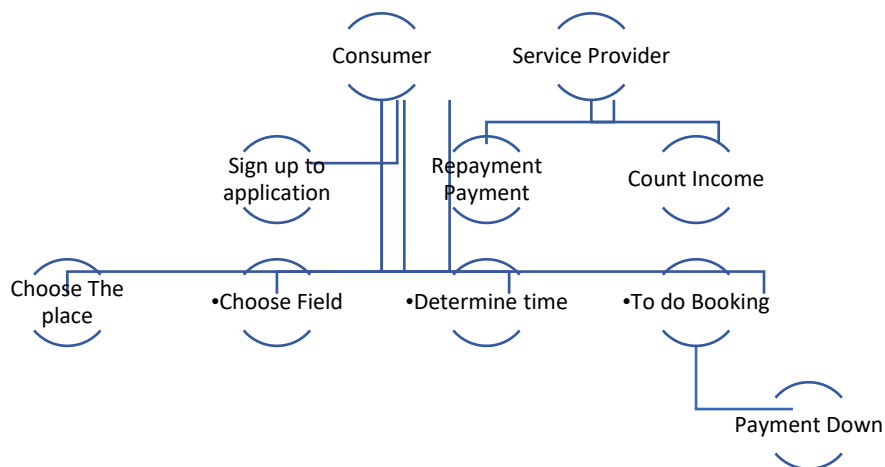 Consumer
Service Provider
Sign up to
application
Repayment
Payment
Count Income
Choose The
place
•Choose Field
•Determine time
•To do Booking
Payment Down